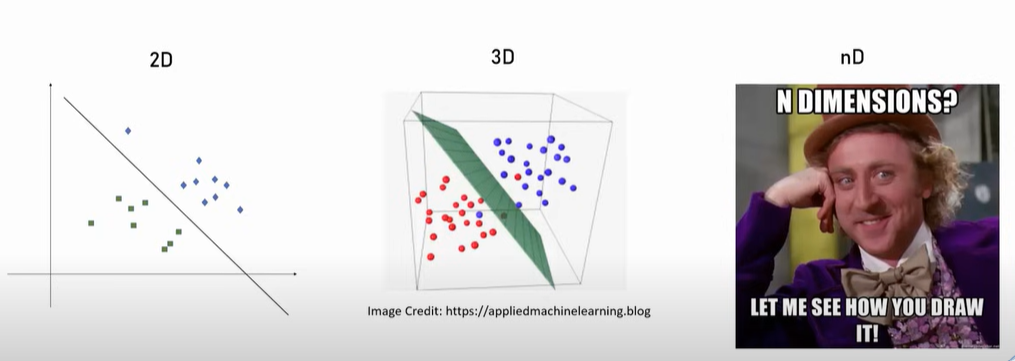 2D
3D
nD
N DIMENSIONS?
LET ME SEE HOW YOU DRAW
IT!
Image Credit: https://appliedmachinelearning.blog